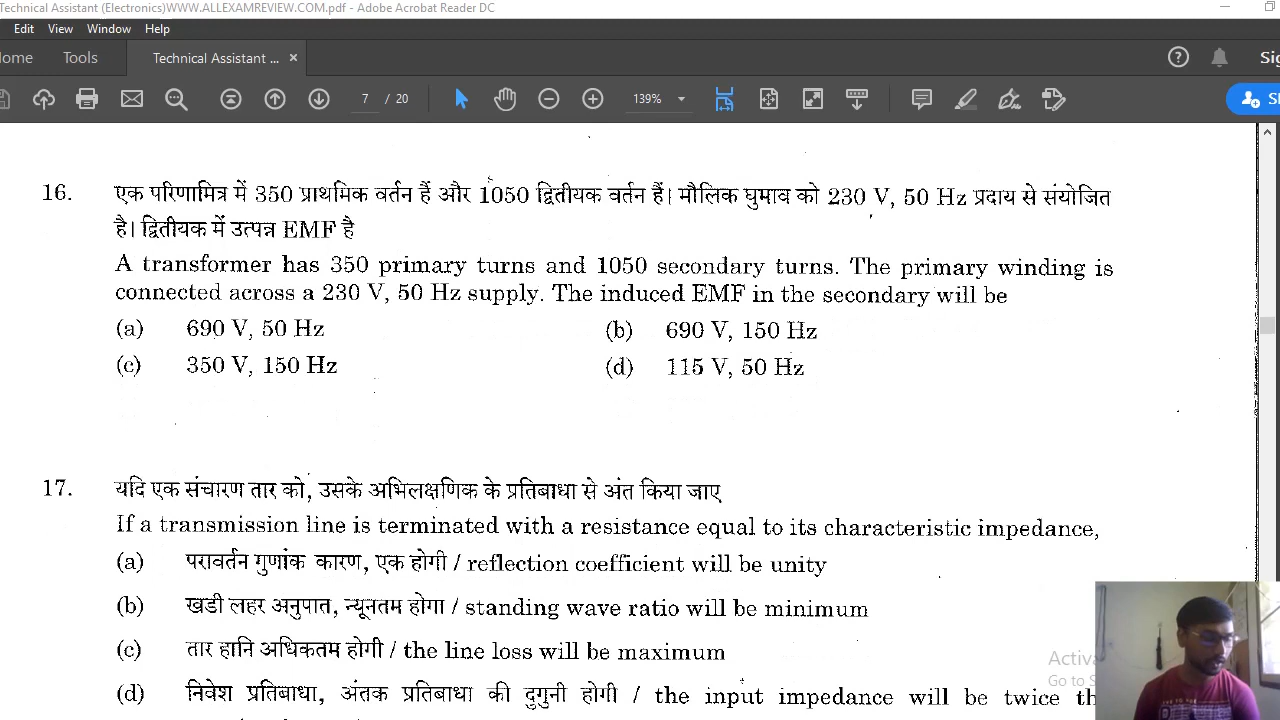 Technical Assistant (Electronics)WWW.ALLEXAMREVIEW.COM.pdf - Adobe Acrobat Reader DC
Edit View Window Help
ome Tools Technical Assistant ... × Sig
7 / 20 139%
16. एक परिणामित्र में 350 प्राथमिक वर्तन हैं और 1050 द्वितीयक वर्तन हैं। मौलिक घुमाव को 230 V, 50 Hz प्रदाय से संयोजित
है। द्वितीयक में उत्पन्न EMF है
A transformer has 350 primary turns and 1050 secondary turns. The primary winding is
connected across a 230 V, 50 Hz supply. The induced EMF in the secondary will be
(a) 690 V, 50 Hz (b) 690 V, 150 Hz
(c) 350 V, 150 Hz (d) 115 V, 50 Hz
17. यदि एक संचारण तार को, उसके अभिलक्षणिक के प्रतिबाधा से अंत किया जाए
If a transmission line is terminated with a resistance equal to its characteristic impedance,
(a) परावर्तन गुणांक कारण, एक होगी / reflection coefficient will be unity
(b) खडी लहर अनुपात, न्यूनतम होगा / standing wave ratio will be minimum
(c) तार हानि अधिकतम होगी / the line loss will be maximum
Activa
Go to S
(d) निवेश प्रतिबाधा, अंतक प्रतिबाधा की दुगुनी होगी / the input impedance will be twice th